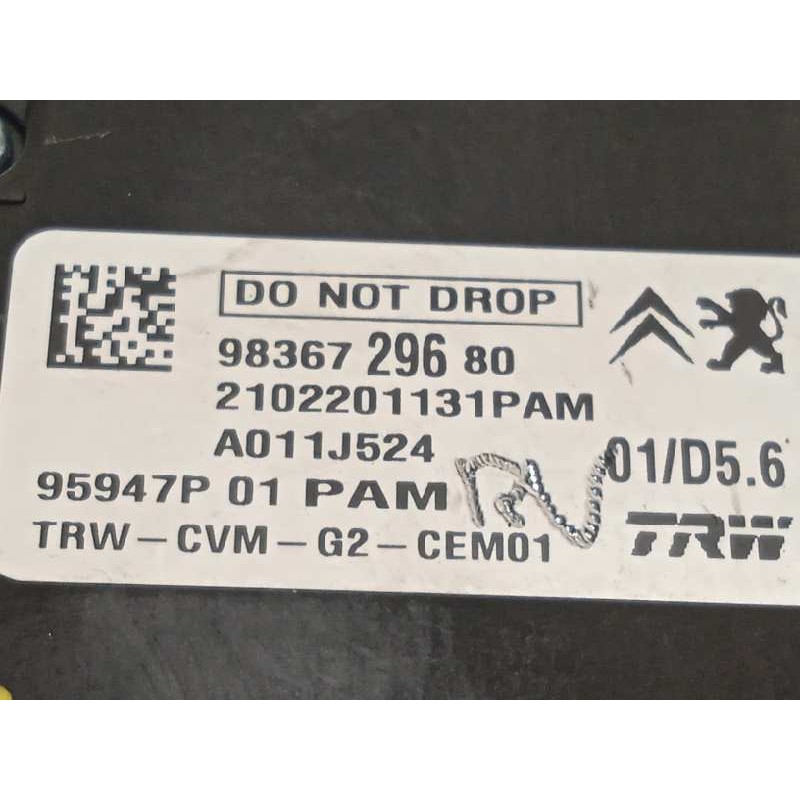 DO NOT DROP
98367 296 80
2102201131PAM
A011J524
01/D5.6
95947P 01 PAM
TRW-CVM-G2-CEM01
TRW